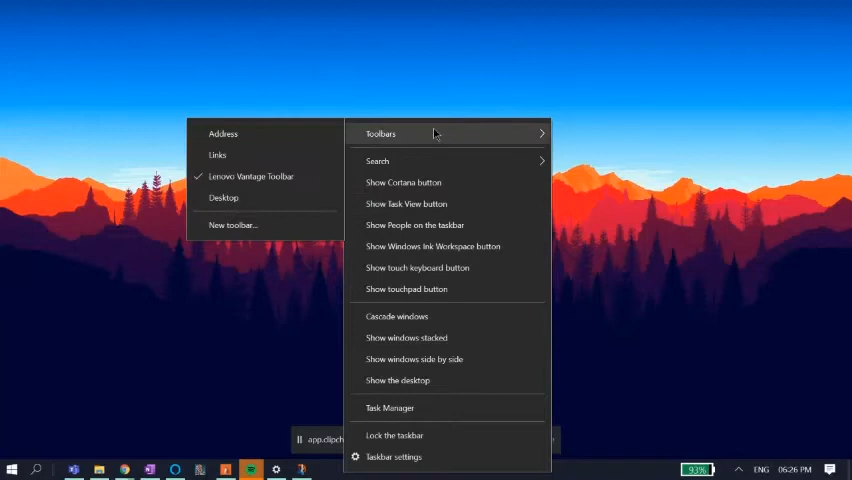 Address
Links
Lenovo Vantage Toolbar
Desktop
New toolbar...
Toolbars
Search
Show Cortana button
Show Task View button
Show People on the taskbar
Show Windows Ink Workspace button
Show touch keyboard button
Show touchpad button
Cascade windows
Show windows stacked
Show windows side by side
Show the desktop
Task Manager
Lock the taskbar
Taskbar settings
app.clipch
93%
ENG
06:26 PM